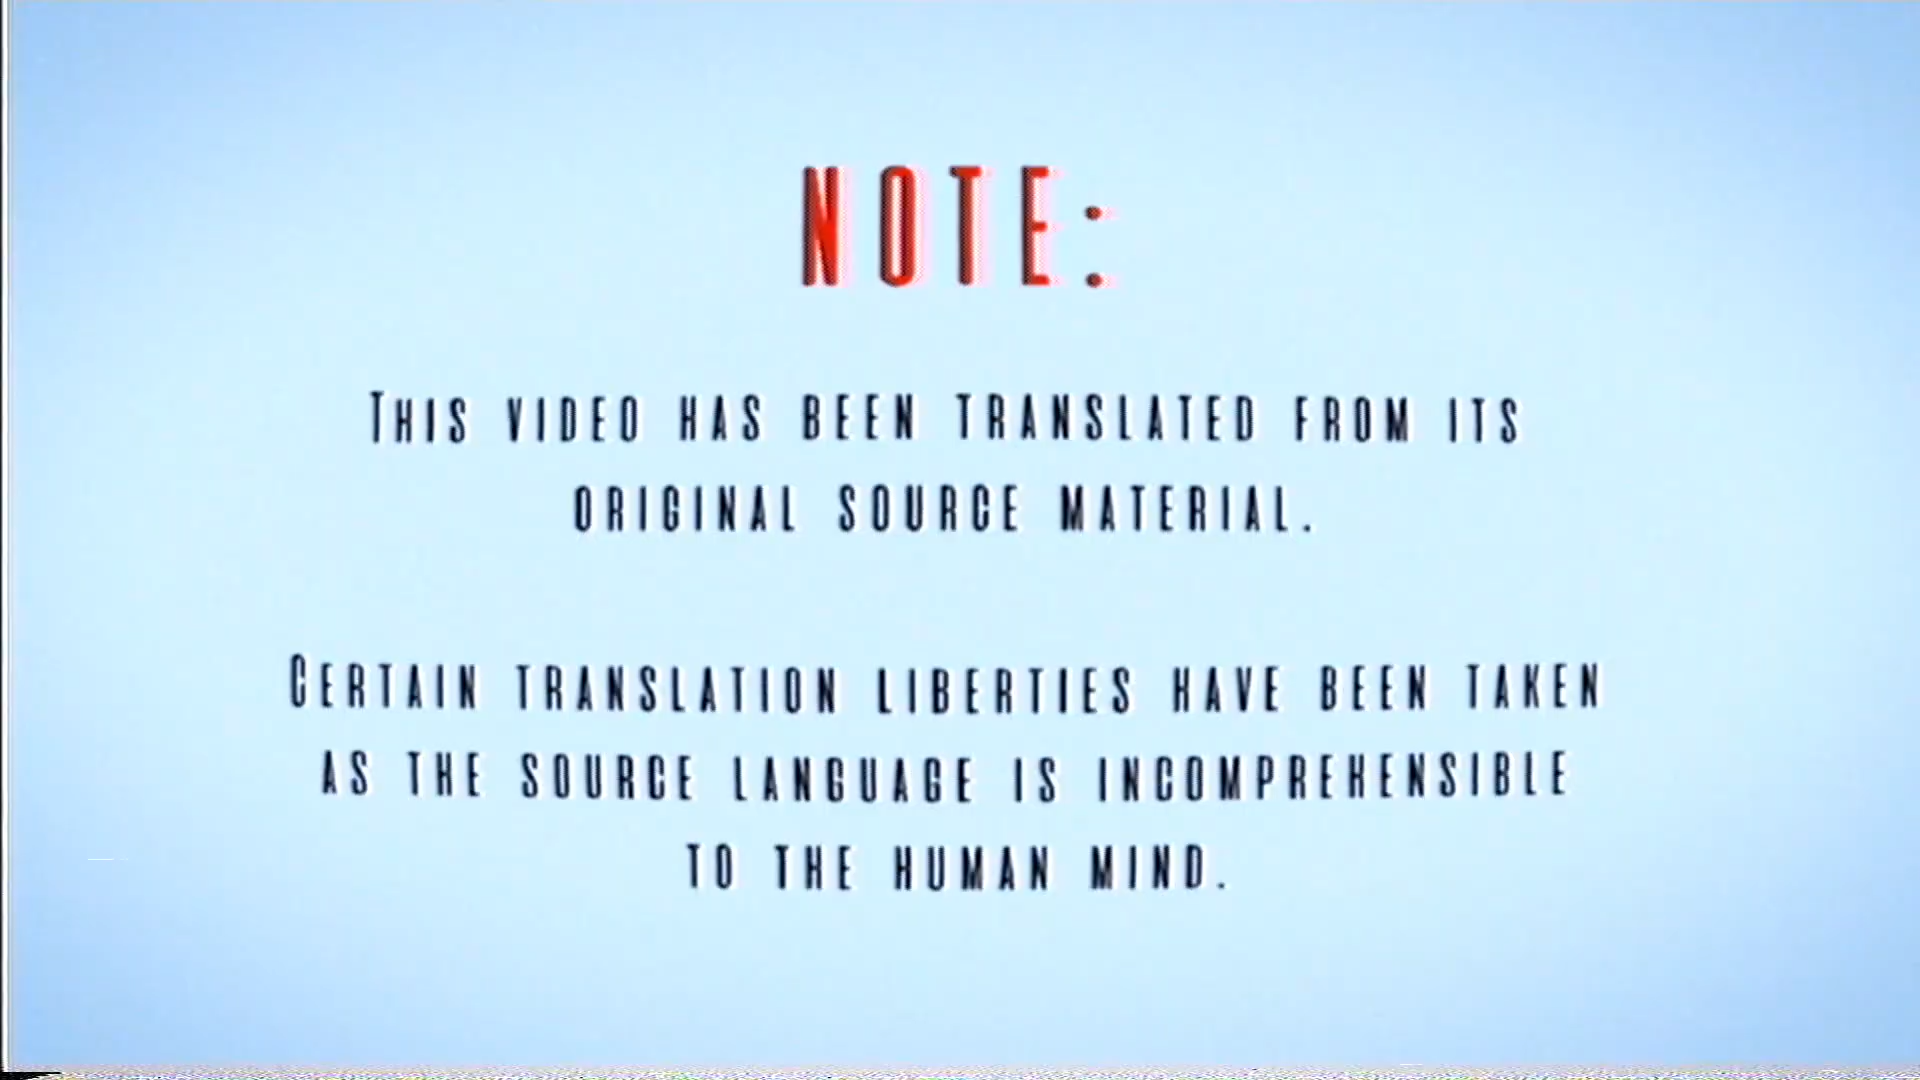 NOTE:
THIS VIDEO HAS BEEN TRANSLATED FROM ITS
ORIGINAL SOURCE MATERIAL.
CERTAIN TRANSLATION LIBERTIES HAVE BEEN TAKEN
AS THE SOURCE LANGUAGE IS INCOMPREHENSIBLE
TO THE HUMAN MIND.